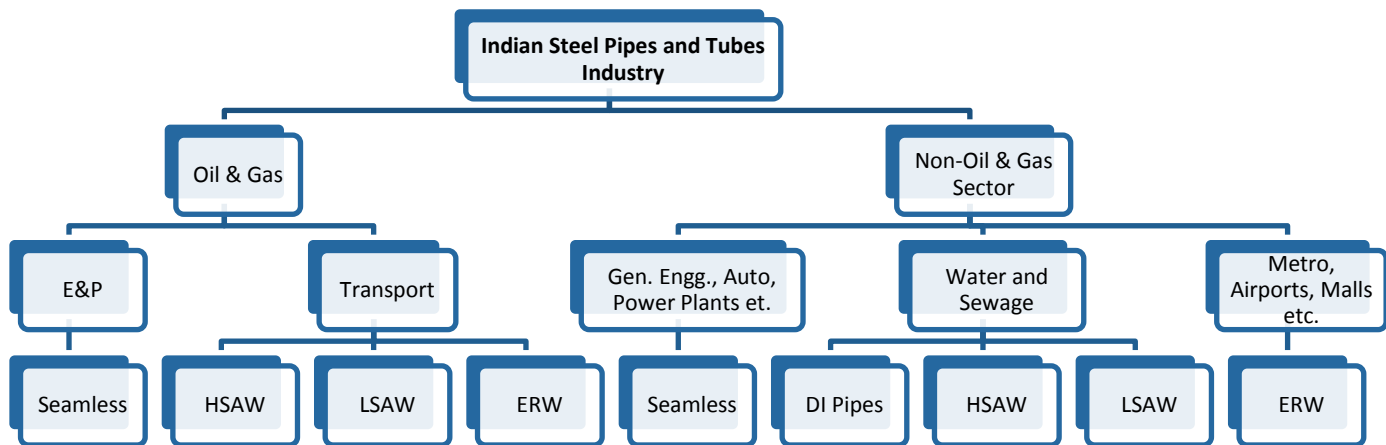 Indian Steel Pipes and Tubes
Industry
Oil & Gas
Non-Oil & Gas
Sector
E&P
Transport
Gen. Engg., Auto,
Power Plants et.
Water and
Sewage
Metro,
Airports, Malls
etc.
Seamless
HSAW
LSAW
ERW
Seamless
DI Pipes
HSAW
LSAW
ERW